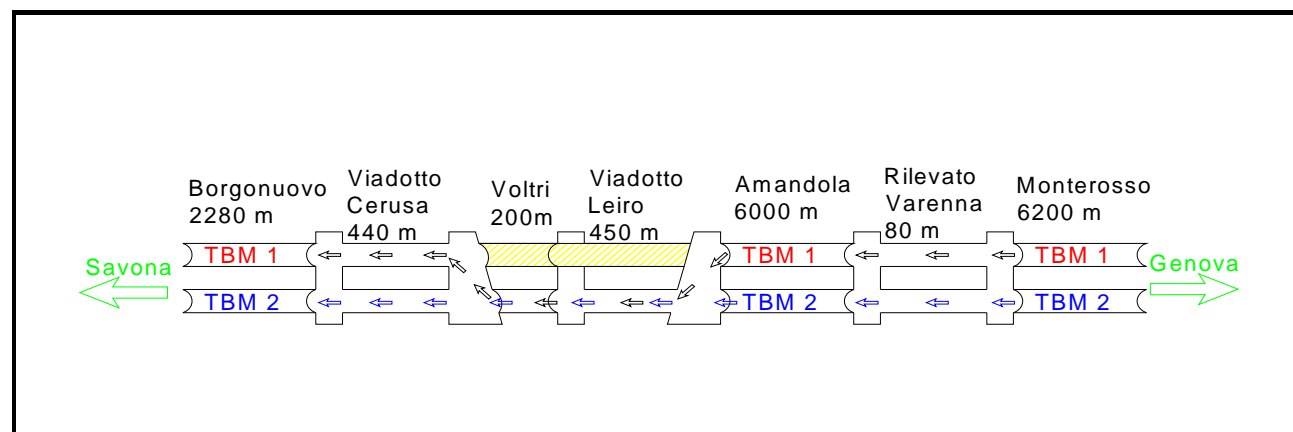 Borgonuovo
2280 m
Viadotto
Cerusa
440 m
Voltri
200m
Viadotto
Leiro
450 m
Amandola
6000 m
Rilevato
Varenna
80 m
Monterosso
6200 m
Savona
TBM 1
TBM 1
TBM 1
Genova
TBM 2
TBM 2
TBM 2